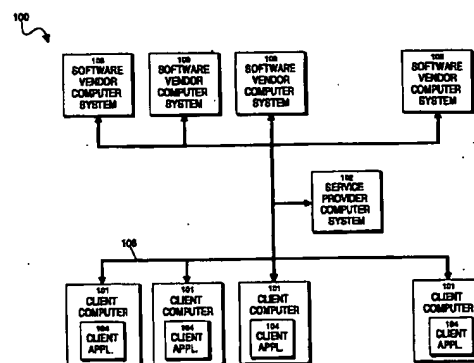 100
108
SOFTWARE
VENDOR
COMPUTER
SYSTEM
109
SOFTWARE
VENDOR
COMPUTER
SYSTEM
108
SOFTWARE
VENDOR
COMPUTER
SYSTEM
108
SOFTWARE
VENDOR
COMPUTER
SYSTEM
102
SERVICE
PROVIDER
COMPUTER
SYSTEM
106
101
CLIENT
COMPUTER
104
CLIENT
APPL.
101
CLIENT
COMPUTER
104
CLIENT
APPL.
101
CLIENT
COMPUTER
104
CLIENT
APPL.
101
CLIENT
COMPUTER
104
CLIENT
APPL.